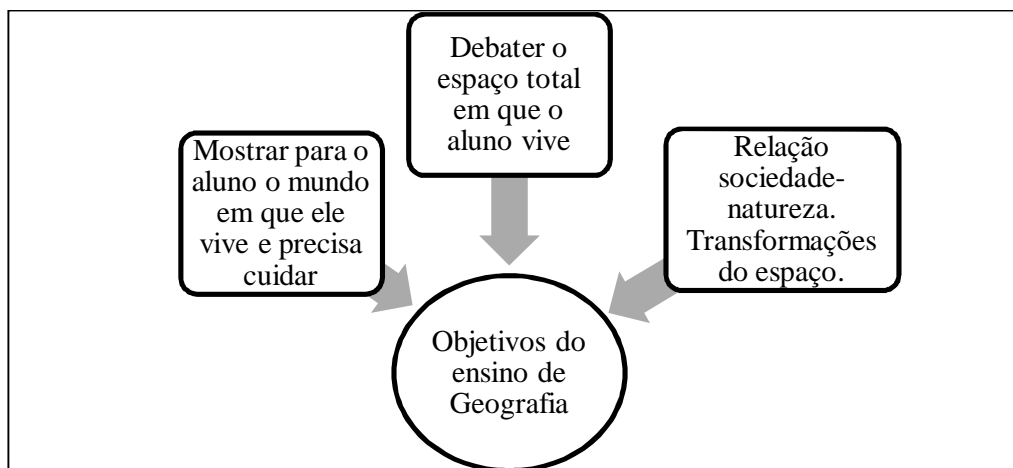 Debater o
espaço total
em que o
aluno vive
Mostrar para o
aluno o mundo
em que ele
vive e precisa
cuidar
Relação
sociedade-
natureza.
Transformações
do espaço.
Objetivos do
ensino de
Geografia